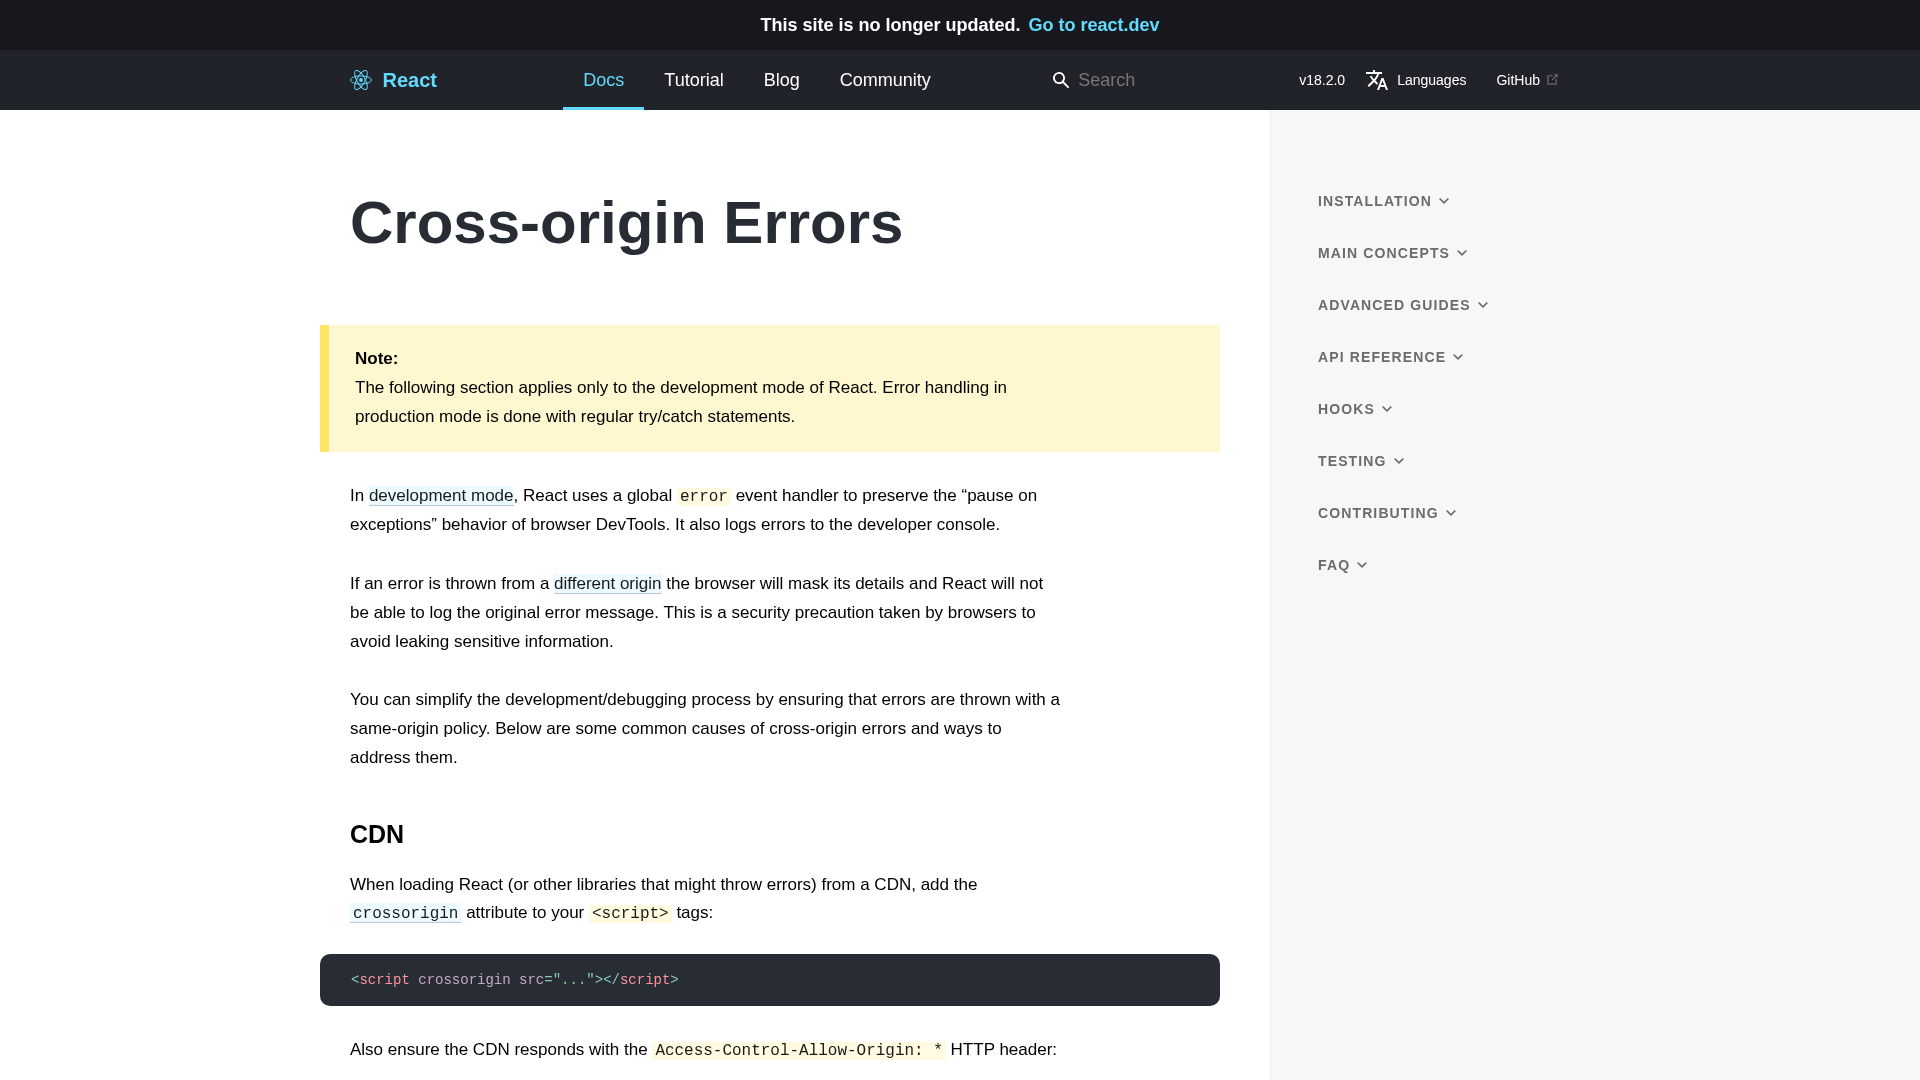 This site is no longer updated. Go to react.dev
React
Docs
Tutorial
Blog
Community
Search
v18.2.0
Languages
GitHub
Cross-origin Errors
Note:
The following section applies only to the development mode of React. Error handling in
production mode is done with regular try/catch statements.
In development mode, React uses a global error event handler to preserve the “pause on
exceptions” behavior of browser DevTools. It also logs errors to the developer console.
If an error is thrown from a different origin the browser will mask its details and React will not
be able to log the original error message. This is a security precaution taken by browsers to
avoid leaking sensitive information.
You can simplify the development/debugging process by ensuring that errors are thrown with a
same-origin policy. Below are some common causes of cross-origin errors and ways to
address them.
CDN
When loading React (or other libraries that might throw errors) from a CDN, add the
crossorigin attribute to your <script> tags:
<script crossorigin src="..."></script>
Also ensure the CDN responds with the Access-Control-Allow-Origin: * HTTP header:
INSTALLATION
MAIN CONCEPTS
ADVANCED GUIDES
API REFERENCE
HOOKS
TESTING
CONTRIBUTING
FAQ